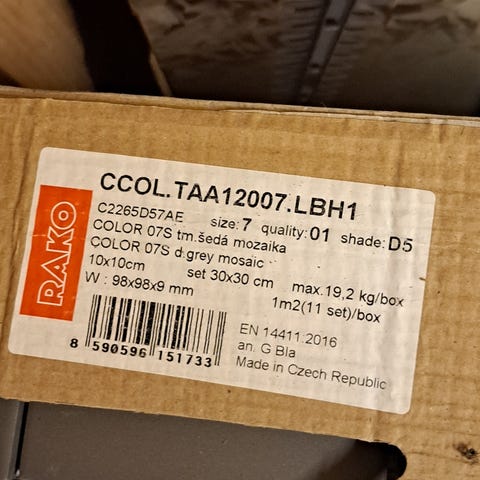 RAKO
CCOL.TAA12007.LBH1
C2265D57AE size: 7 quality: 01 shade: D5
COLOR 07S tm.šedá mozaika
COLOR 07S d.grey mosaic
10x10cm set 30x30 cm max.19,2 kg/box
W : 98x98x9 mm 1m2(11 set)/box
8 590596 151733
EN 14411:2016
an. G BIa
Made in Czech Republic